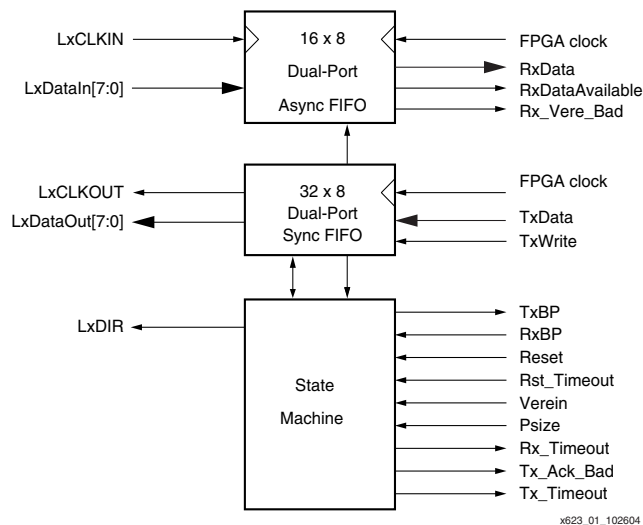 LxCLKIN
16 x 8
FPGA clock
LxDataIn[7:0]
Dual-Port
RxData
RxDataAvailable
Async FIFO
Rx_Vere_Bad
LxCLKOUT
32 x 8
FPGA clock
LxDataOut[7:0]
Dual-Port
TxData
Sync FIFO
TxWrite
LxDIR
TxBP
RxBP
Reset
Rst_Timeout
State
Verein
Machine
Psize
Rx_Timeout
Tx_Ack_Bad
Tx_Timeout
x623_01_102604